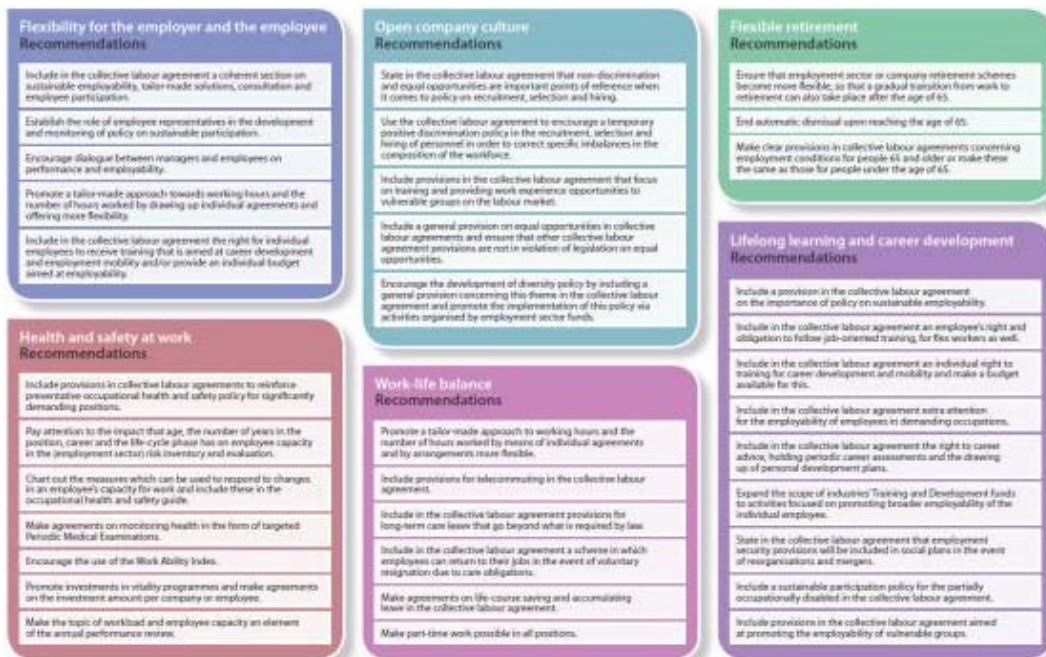 Flexibility for the employer and the employee
Recommendations
Include in the collective labour agreement a coherent section on
sustainable employability, tailor-made solutions, consultation and
employee participation.
Establish the role of employee representatives in the development
and monitoring of policy on sustainable participation.
Encourage dialogue between managers and employees on
performance and employability.
Promote a tailor-made approach towards working hours and the
number of hours worked by drawing up individual agreements and
offering more flexibility.
Include in the collective labour agreement the right for individual
employees to receive training that is aimed at career development
and employment mobility and/or provide an individual budget
aimed at employability.
Health and safety at work
Recommendations
Include provisions in collective labour agreements to reinforce
preventative occupational health and safety policy for significantly
demanding positions.
Pay attention to the impact that age, the number of years in the
position, career and the life-cycle phase has on employee capacity
in the (employment sector) risk inventory and evaluation.
Chart out the measures which can be used to respond to changes
in an employee's capacity for work and include these in the
occupational health and safety guide.
Make agreements on monitoring health in the form of targeted
Periodic Medical Examinations.
Encourage the use of the Work Ability Index.
Promote investments in vitality programmes and make agreements
on the investment amount per company or employee.
Make the topic of workload and employee capacity an element
of the annual performance review.
Open company culture
Recommendations
State in the collective labour agreement that non-discrimination
and equal opportunities are important points of reference when
it comes to policy on recruitment, selection and hiring.
Use the collective labour agreement to encourage a temporary
positive discrimination policy in the recruitment, selection and
hiring of personnel in order to correct specific imbalances in the
composition of the workforce.
Include provisions in the collective labour agreement that focus
on training and providing work experience opportunities to
vulnerable groups on the labour market.
Include a general provision on equal opportunities in collective
labour agreements and ensure that other collective labour
agreement provisions are not in violation of legislation on equal
opportunities.
Encourage the development of diversity policy by including a
general provision concerning this theme in the collective labour
agreement and promote the implementation of this policy via
activities organised by employment sector funds.
Work-life balance
Recommendations
Promote a tailor-made approach to working hours and the
number of hours worked by means of individual agreements
and by arrangements more flexible.
Include provisions for telecommuting in the collective labour
agreement.
Include in the collective labour agreement provisions for
long-term care leave that go beyond what is required by law.
Include in the collective labour agreement a scheme in which
employees can return to their jobs in the event of voluntary
resignation due to care obligations.
Make agreements on life course saving and accumulating
leave in the collective labour agreement.
Make part-time work possible in all positions.
Flexible retirement
Recommendations
Ensure that employment sector or company retirement schemes
become more flexible, so that a gradual transition from work to
retirement can also take place after the age of 65.
End automatic dismissal upon reaching the age of 65.
Make clear provisions in collective labour agreements concerning
employment conditions for people 65 and older or make these
the same as those for people under the age of 65.
Lifelong learning and career development
Recommendations
Include a provision in the collective labour agreement
on the importance of policy on sustainable employability.
Include in the collective labour agreement an employee's right and
obligation to follow job-oriented training, for flex workers as well.
Include in the collective labour agreement an individual right to
training for career development and mobility and make a budget
available for this.
Include in the collective labour agreement extra attention
for the employability of employees in demanding occupations.
Include in the collective labour agreement the right to career
advice, holding periodic career assessments and the drawing
up of personal development plans.
Expand the scope of industries' Training and Development funds
to activities focused on promoting broader employability of the
individual employee.
State in the collective labour agreement that employment
security provisions will be included in social plans in the event
of reorganisations and mergers.
Include a sustainable participation policy for the partially
occupationally disabled in the collective labour agreement.
Include provisions in the collective labour agreement aimed
at promoting the employability of vulnerable groups.